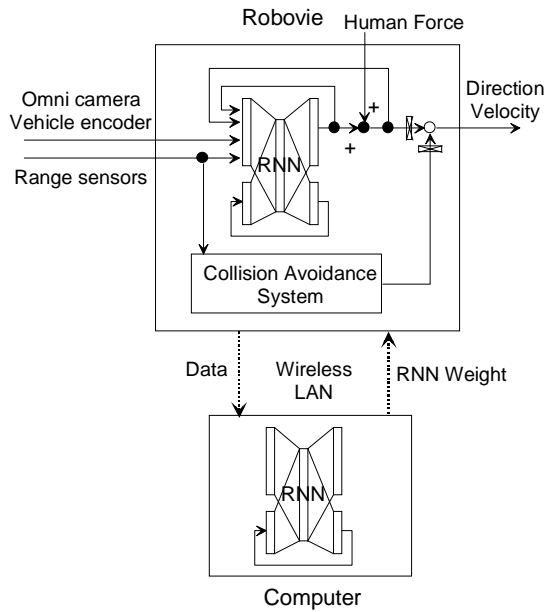 Robovie
Human Force
Direction
Velocity
Omni camera
Vehicle encoder
Range sensors
+
+
RNN
Collision Avoidance
System
Data
Wireless
LAN
RNN Weight
RNN
Computer